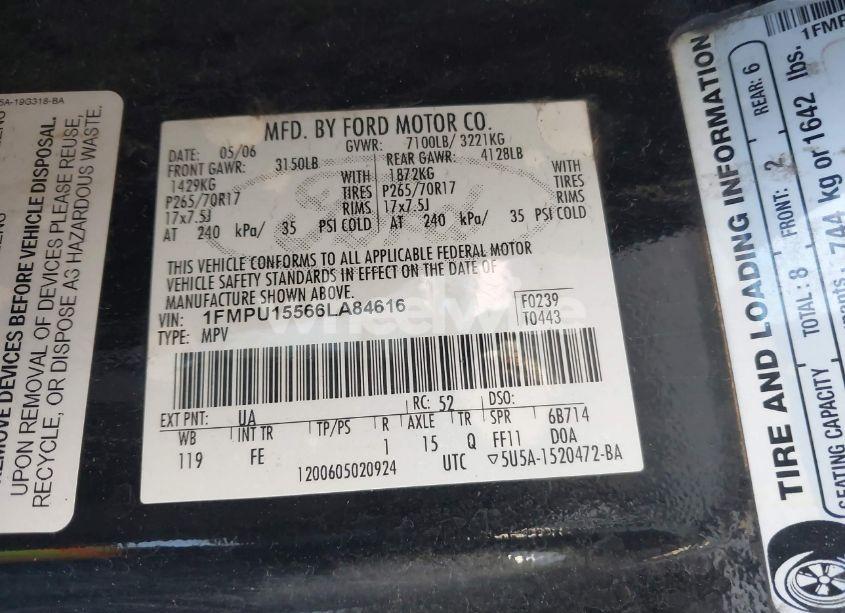 5A-19G318-BA
REMOVE DEVICES BEFORE VEHICLE DISPOSAL.
UPON REMOVAL OF DEVICES PLEASE REUSE,
RECYCLE, OR DISPOSE AS HAZARDOUS WASTE.
MFD. BY FORD MOTOR CO.
DATE: 05/06 GVWR: 7100LB/ 3221KG
FRONT GAWR: 3150LB REAR GAWR: 4128LB
1429KG WITH 1872KG WITH
P265/70R17 TIRES P265/70R17 TIRES
17x7.5J RIMS 17x7.5J RIMS
AT 240 kPa/ 35 PSI COLD AT 240 kPa/ 35 PSI COLD
THIS VEHICLE CONFORMS TO ALL APPLICABLE FEDERAL MOTOR
VEHICLE SAFETY STANDARDS IN EFFECT ON THE DATE OF
MANUFACTURE SHOWN ABOVE.
VIN: 1FMPU15566LA84616 F0239
TYPE: MPV T0443
EXT PNT: UA RC: 52 DSO:
WB INT TR TP/PS R AXLE TR SPR 6B714
119 FE 1 15 Q FF11 DOA
1200605020924 UTC ▽5U5A-1520472-BA
TIRE AND LOADING INFORMATION
1FMP
SEATING CAPACITY TOTAL: 8 FRONT: 2 REAR: 6
744 kg or 1642 lbs.
wheelwise